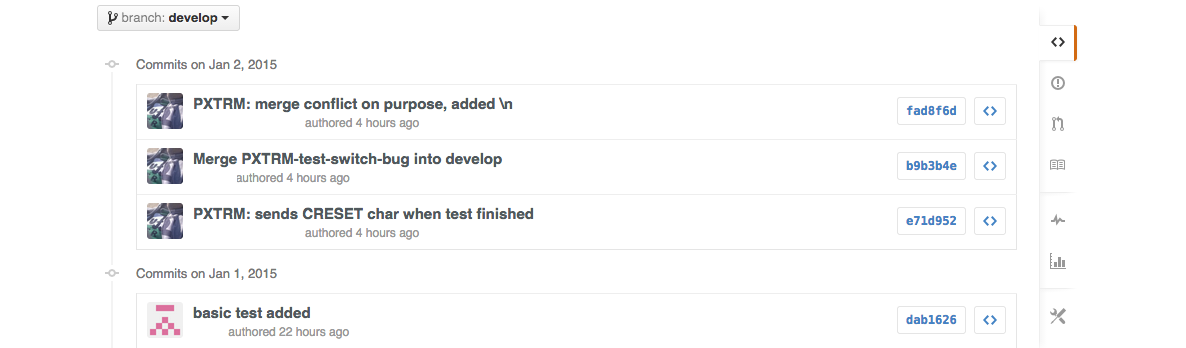 branch: develop
Commits on Jan 2, 2015
PXTRM: merge conflict on purpose, added \n
authored 4 hours ago
fad8f6d
Merge PXTRM-test-switch-bug into develop
authored 4 hours ago
b9b3b4e
PXTRM: sends CRESET char when test finished
authored 4 hours ago
e71d952
Commits on Jan 1, 2015
basic test added
authored 22 hours ago
dab1626